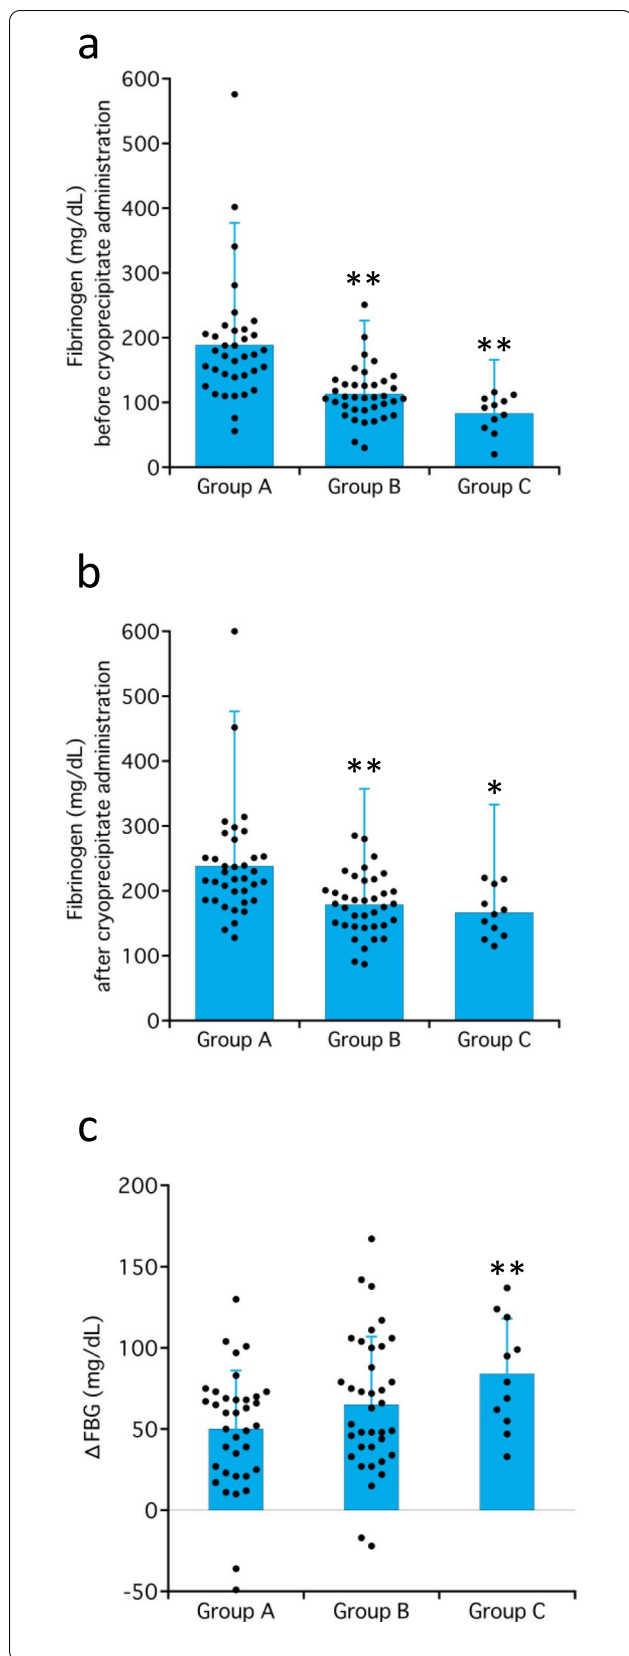 a
Fibrinogen (mg/dL)
before cryoprecipitate administration
600
500
400
300
200
100
0
**
**
Group A
Group B
Group C
b
Fibrinogen (mg/dL)
after cryoprecipitate administration
600
500
400
300
200
100
0
**
*
Group A
Group B
Group C
c
ΔFBG (mg/dL)
200
150
100
50
0
-50
**
Group A
Group B
Group C